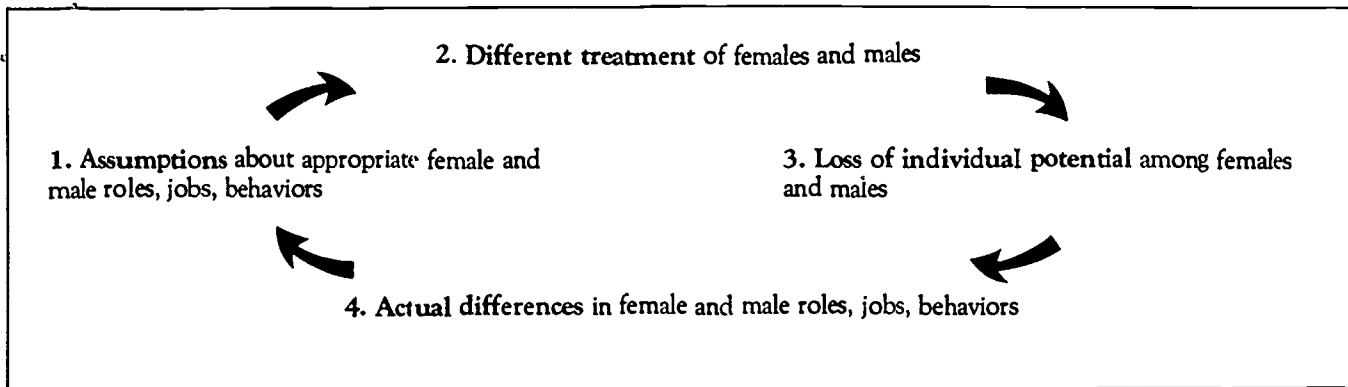 2. Different treatment of females and males
1. Assumptions about appropriate female and
male roles, jobs, behaviors
3. Loss of individual potential among females
and males
4. Actual differences in female and male roles, jobs, behaviors